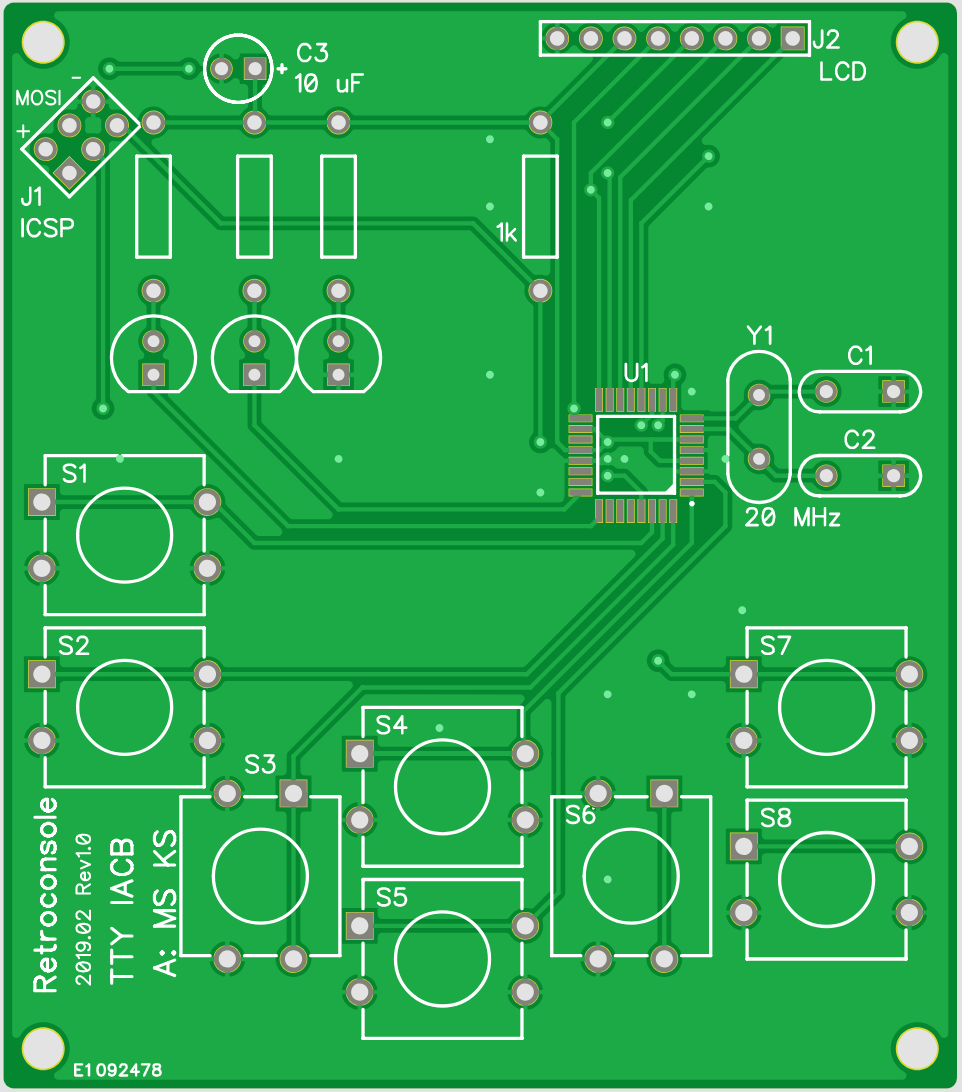 C3
+
10 uF
J2
LCD
-
MOSI
+
J1
ICSP
1k
Y1
U1
C1
C2
20 MHz
S1
S2
S7
S4
S3
S6
S8
S5
Retroconsole
2019.02 Rev1.0
TTY IACB
A: MS KS
E1092478